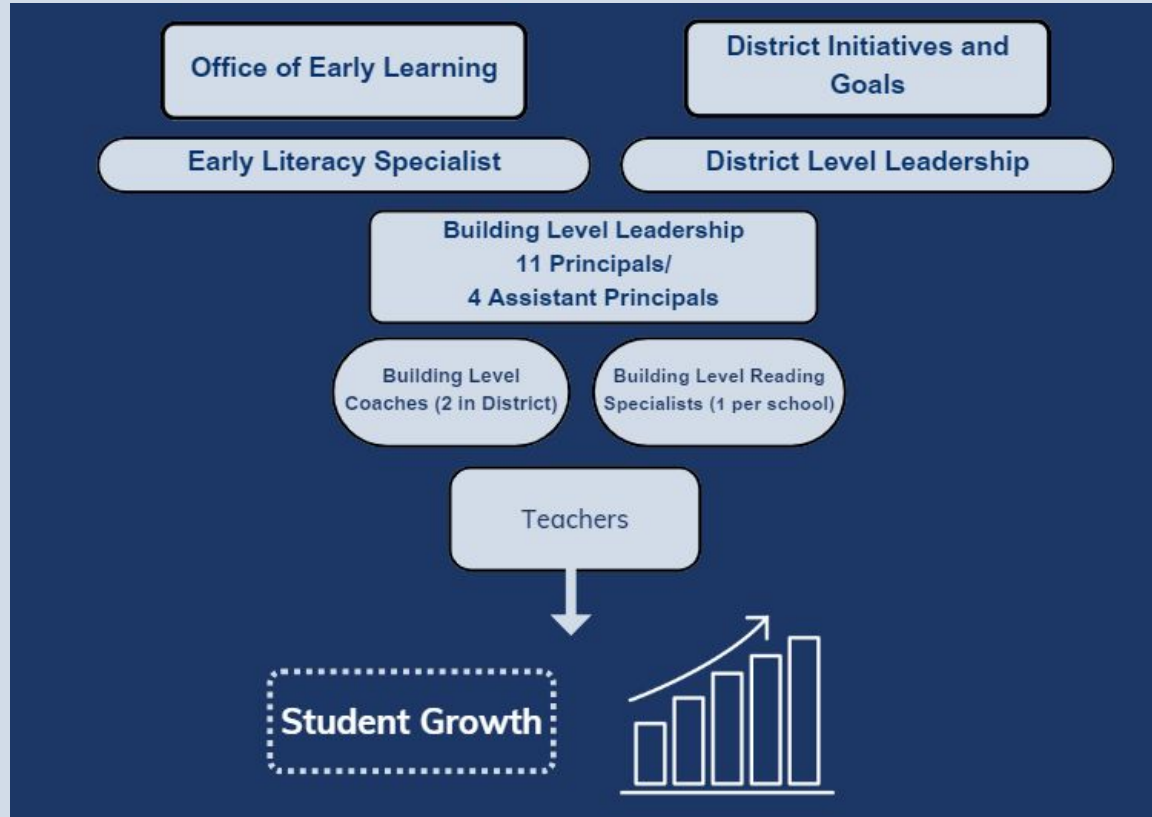 Office of Early Learning
District Initiatives and
Goals
Early Literacy Specialist
District Level Leadership
Building Level Leadership
11 Principals/
4 Assistant Principals
Building Level
Coaches (2 in District)
Building Level Reading
Specialists (1 per school)
Teachers
Student Growth